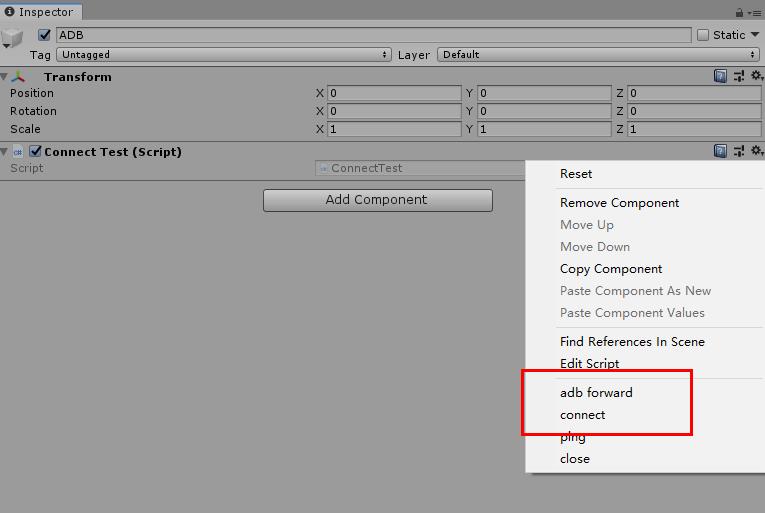 Inspector
ADB
Static
Tag Untagged Layer Default
Transform
Position X 0 Y 0 Z 0
Rotation X 0 Y 0 Z 0
Scale X 1 Y 1 Z 1
Connect Test (Script)
Script ConnectTest
Add Component
Reset
Remove Component
Move Up
Move Down
Copy Component
Paste Component As New
Paste Component Values
Find References In Scene
Edit Script
adb forward
connect
ping
close